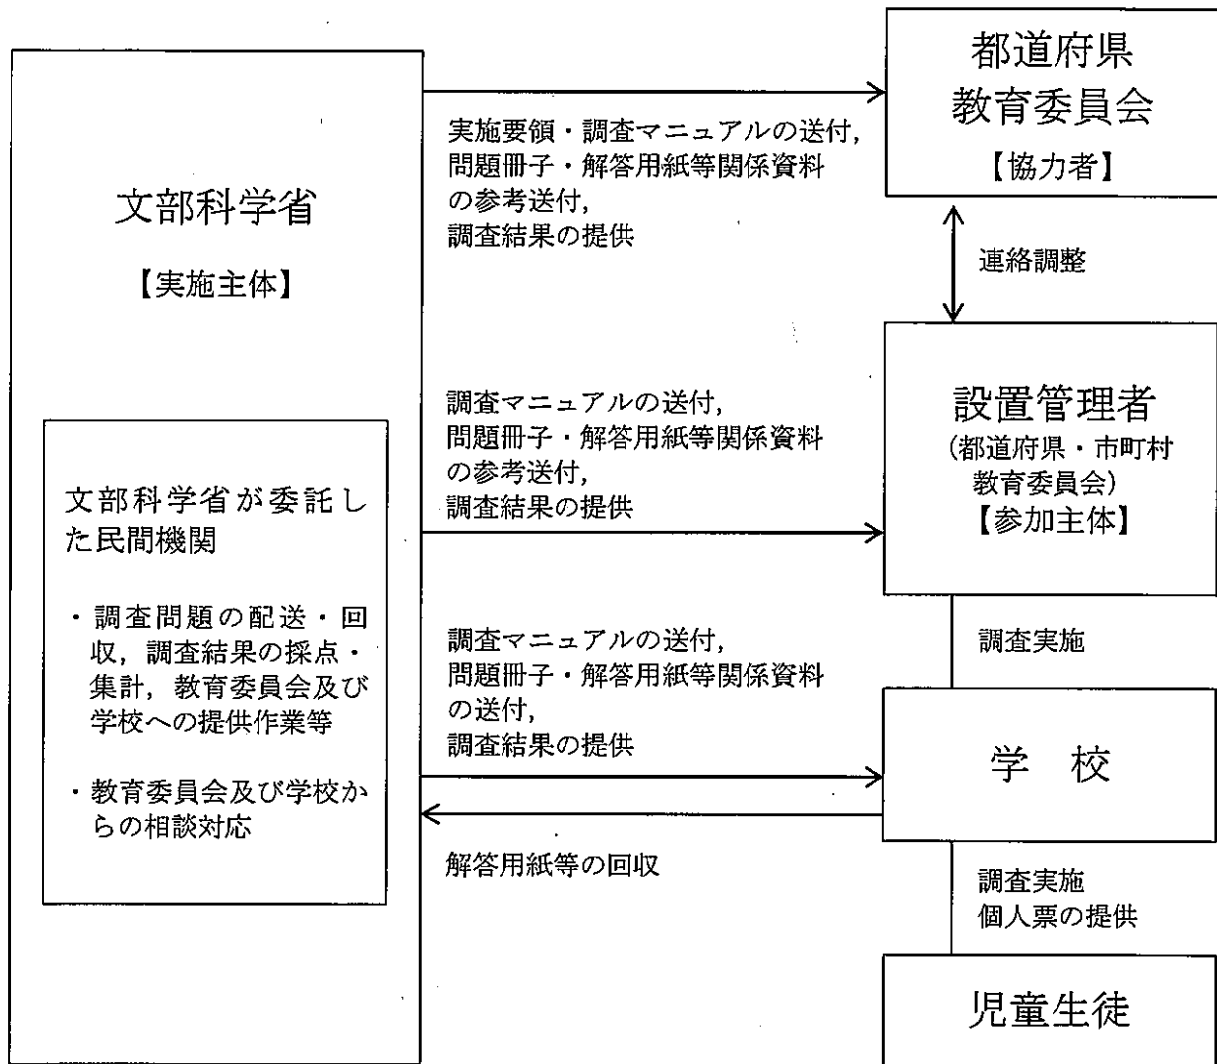 文部科学省
【実施主体】
文部科学省が委託し
た民間機関
・調査問題の配送・回
収，調査結果の採点・
集計，教育委員会及び
学校への提供作業等
・教育委員会及び学校か
らの相談対応
実施要領・調査マニュアルの送付，
問題冊子・解答用紙等関係資料
の参考送付，
調査結果の提供
都道府県
教育委員会
【協力者】
連絡調整
調査マニュアルの送付，
問題冊子・解答用紙等関係資料
の参考送付，
調査結果の提供
設置管理者
（都道府県・市町村
教育委員会）
【参加主体】
調査実施
調査マニュアルの送付，
問題冊子・解答用紙等関係資料
の送付，
調査結果の提供
学　校
解答用紙等の回収
調査実施
個人票の提供
児童生徒